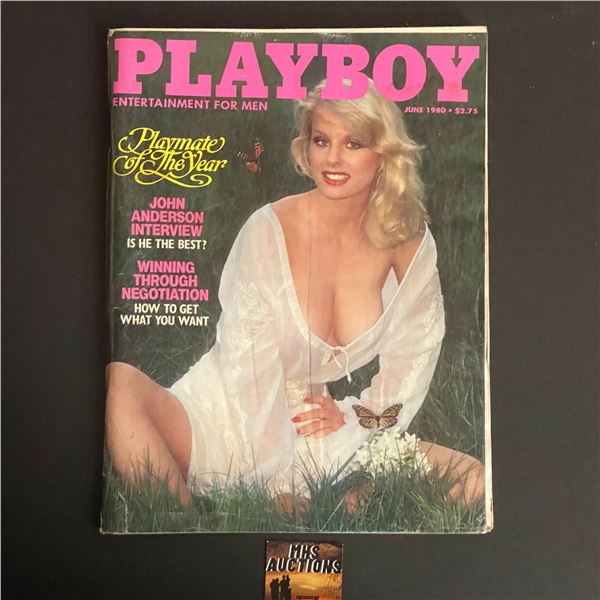 PLAYBOY
ENTERTAINMENT FOR MEN
JUNE 1980 • $2.75
Playmate
of The Year
JOHN
ANDERSON
INTERVIEW
IS HE THE BEST?
WINNING
THROUGH
NEGOTIATION
HOW TO GET
WHAT YOU WANT
MHS
AUCTIONS